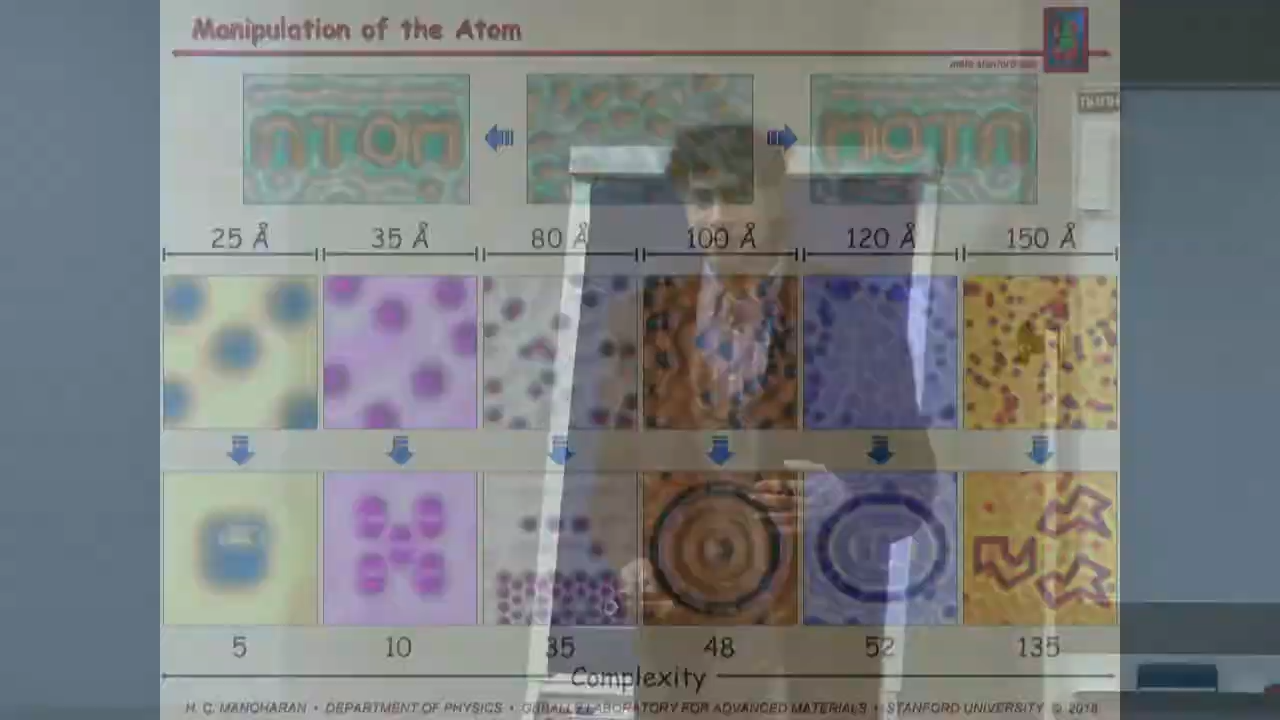 Manipulation of the Atom
ATOM
25 Å 35 Å 80 Å 100 Å 120 Å 150 Å
5 10 35 48 52 135
Complexity
H. C. MANOHARAN • DEPARTMENT OF PHYSICS • GEBALLE LABORATORY FOR ADVANCED MATERIALS • STANFORD UNIVERSITY © 2018